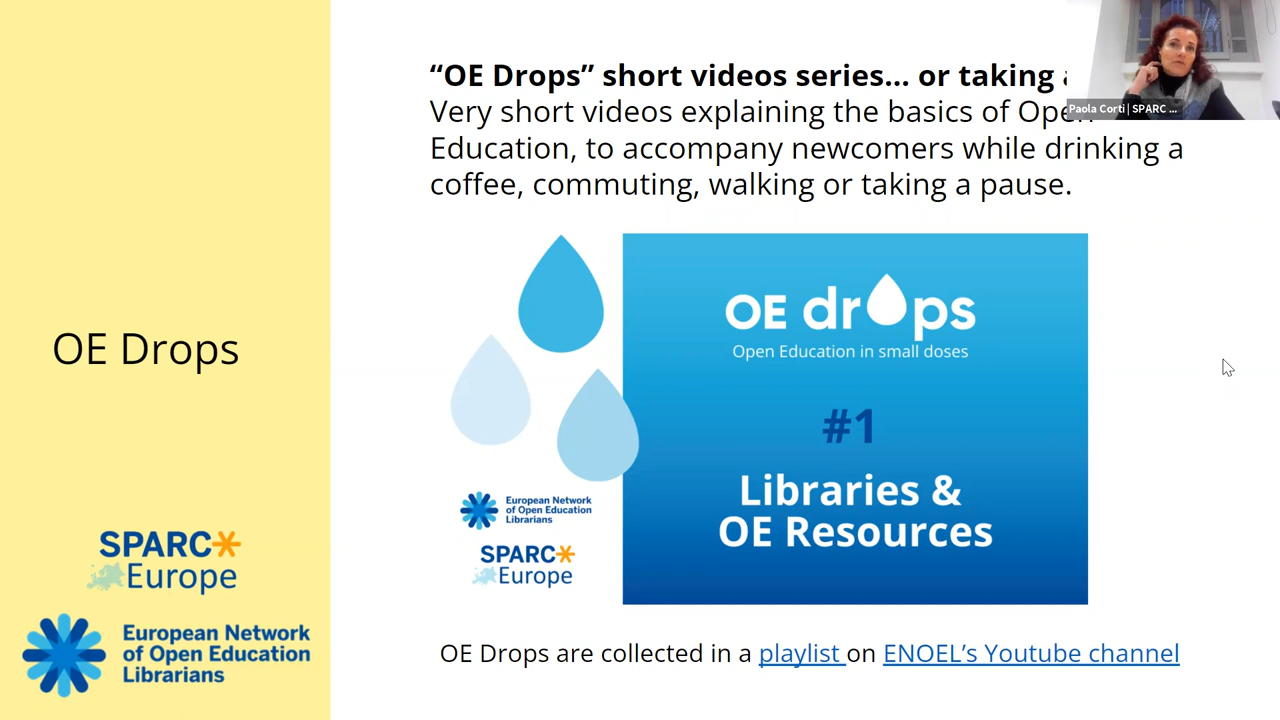 “OE Drops” short videos series... or taking
Very short videos explaining the basics of Open
Education, to accompany newcomers while drinking a
coffee, commuting, walking or taking a pause.
Paola Corti | SPARC ...
OE Drops
OE drops
Open Education in small doses
#1
Libraries &
OE Resources
European Network
of Open Education
Librarians
SPARC
Europe
SPARC
Europe
European Network
of Open Education
Librarians
OE Drops are collected in a playlist on ENOEL’s Youtube channel